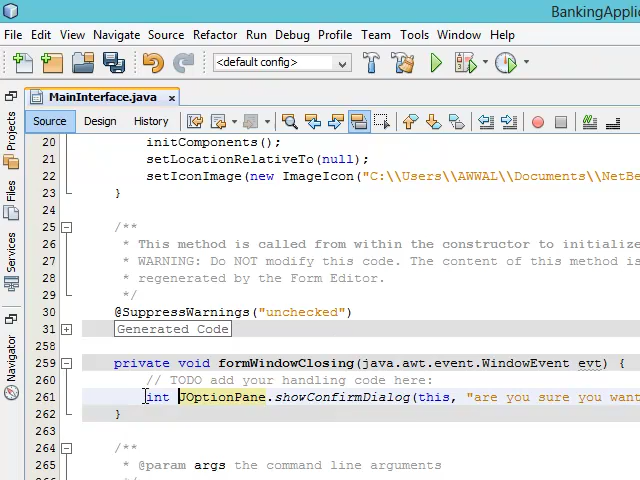 BankingApplic
File Edit View Navigate Source Refactor Run Debug Profile Team Tools Window Help
<default config>
MainInterface.java x
Source Design History
Projects
Files
Services
Navigator
20 initComponents();
21 setLocationRelativeTo(null);
22 setIconImage(new ImageIcon("C:\\Users\\AWWAL\\Documents\\NetBe
23 }
24
25 /**
26 * This method is called from within the constructor to initialize
27 * WARNING: Do NOT modify this code. The content of this method is
28 * regenerated by the Form Editor.
29 */
30 @SuppressWarnings("unchecked")
31 Generated Code
258
259 private void formWindowClosing(java.awt.event.WindowEvent evt) {
260 // TODO add your handling code here:
261 int JOptionPane.showConfirmDialog(this, "are you sure you want
262 }
263
264 /**
265 * @param args the command line arguments
266 */